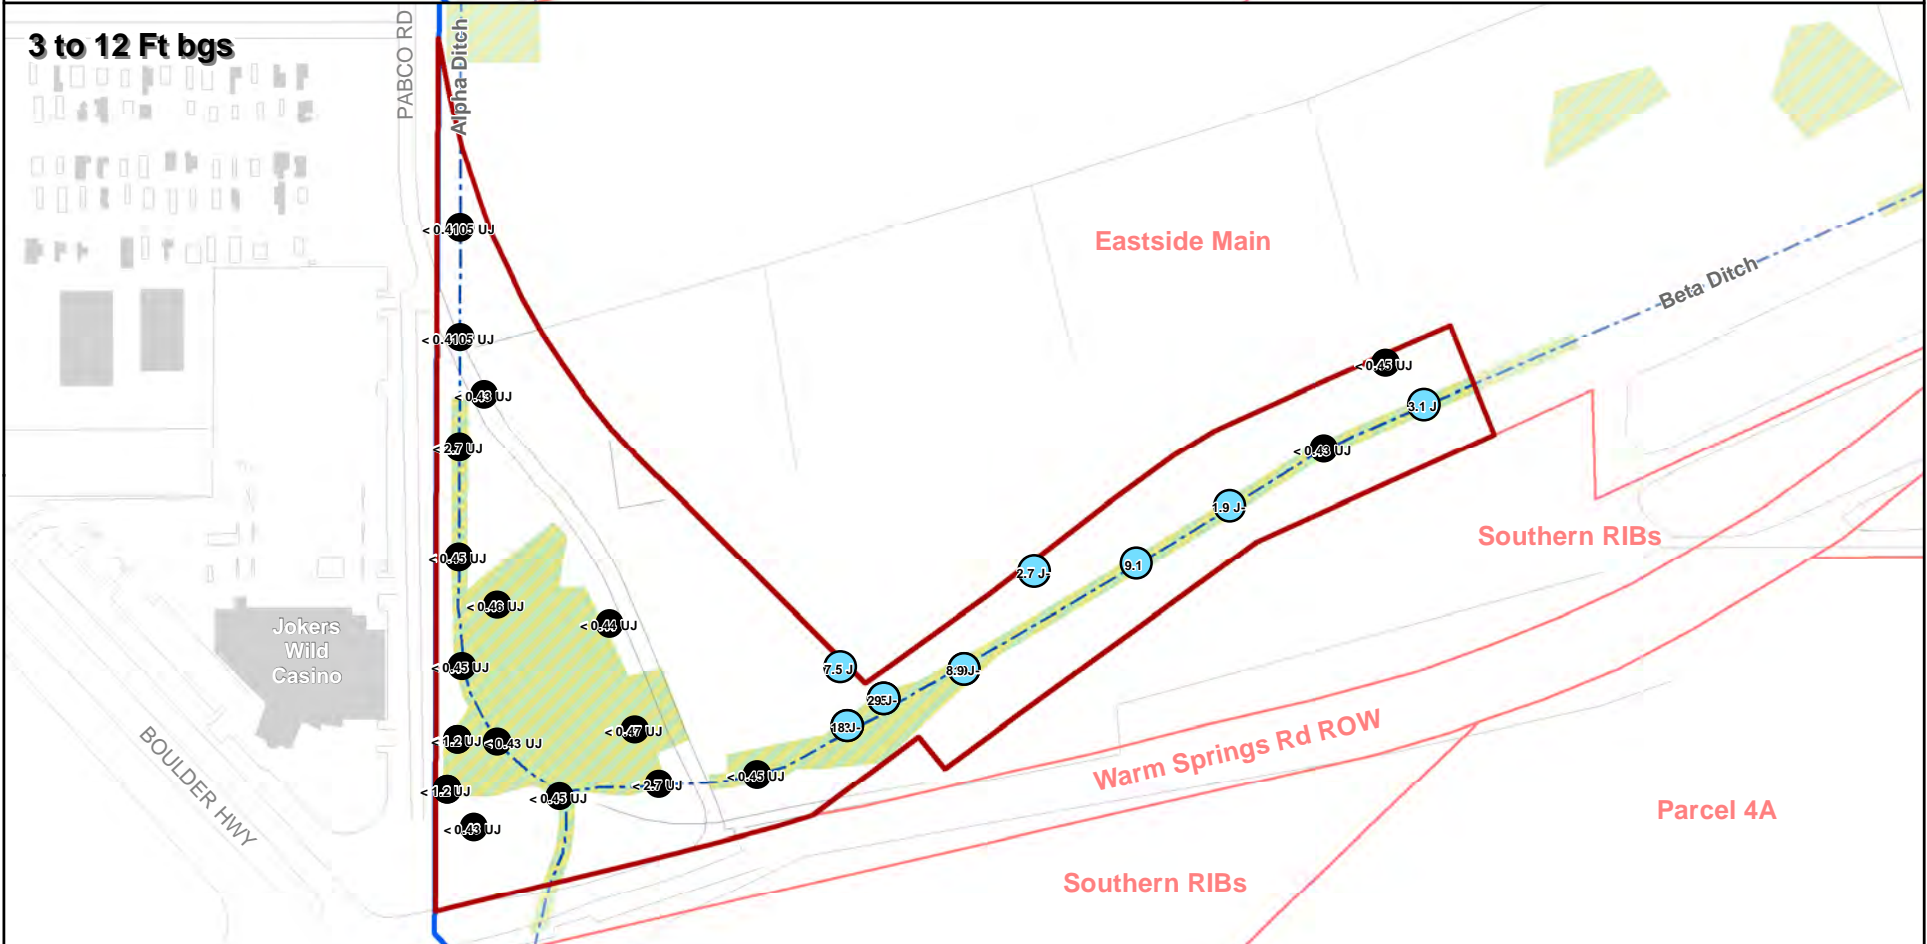 3 to 12 Ft bgs
PABCO RD
Alpha Ditch
< 0.4105 UJ
Eastside Main
Beta Ditch
< 0.4105 UJ
< 0.45 UJ
< 0.43 UJ
3.1 J
< 2.7 UJ
< 0.43 UJ
1.9 J-
Southern RIBs
< 0.45 UJ
9.1
2.7 J-
< 0.46 UJ
< 0.44 UJ
Jokers
Wild
Casino
< 0.45 UJ
7.5 J
8.9 J-
29 J-
18 J-
< 0.47 UJ
< 1.2 UJ
< 0.43 UJ
BOULDER HWY
Warm Springs Rd ROW
< 0.45 UJ
< 2.7 UJ
< 1.2 UJ
< 0.45 UJ
Parcel 4A
< 0.43 UJ
Southern RIBs